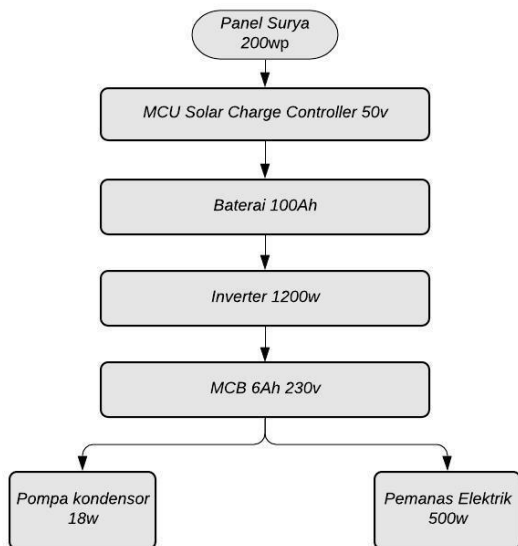 Panel Surya
200wp
MCU Solar Charge Controller 50v
Baterai 100Ah
Inverter 1200w
MCB 6Ah 230v
Pompa kondensor
18w
Pemanas Elektrik
500w